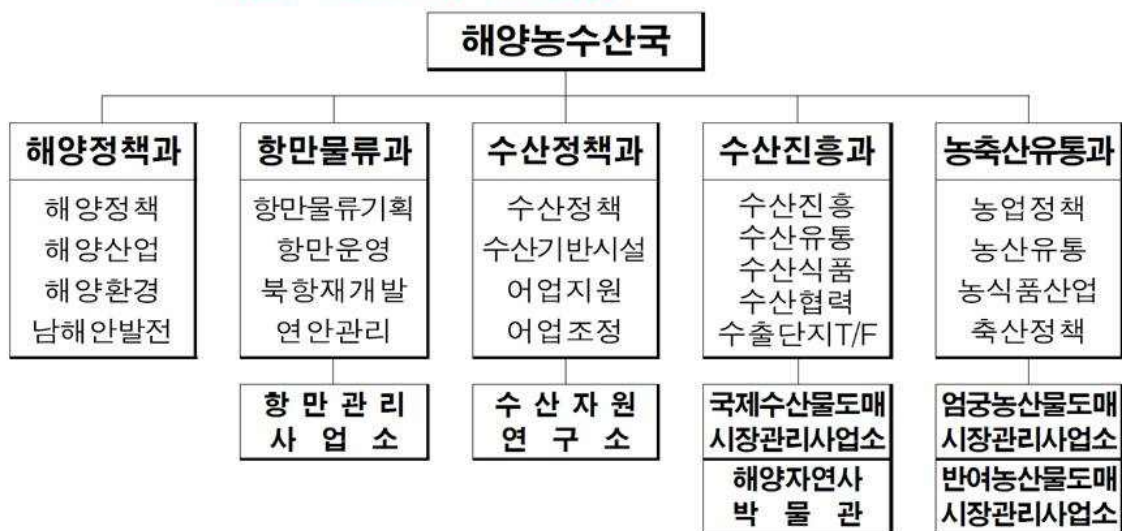 해양농수산국
해양정책과
해양정책
해양산업
해양환경
남해안발전
항만물류과
항만물류기획
항만운영
북항재개발
연안관리
항만관리
사업소
수산정책과
수산정책
수산기반시설
어업지원
어업조정
수산자원
연구소
수산진흥과
수산진흥
수산유통
수산식품
수산협력
수출단지T/F
국제수산물도매
시장관리사업소
해양자연사
박물관
농축산유통과
농업정책
농산유통
농식품산업
축산정책
엄궁농산물도매
시장관리사업소
반여농산물도매
시장관리사업소